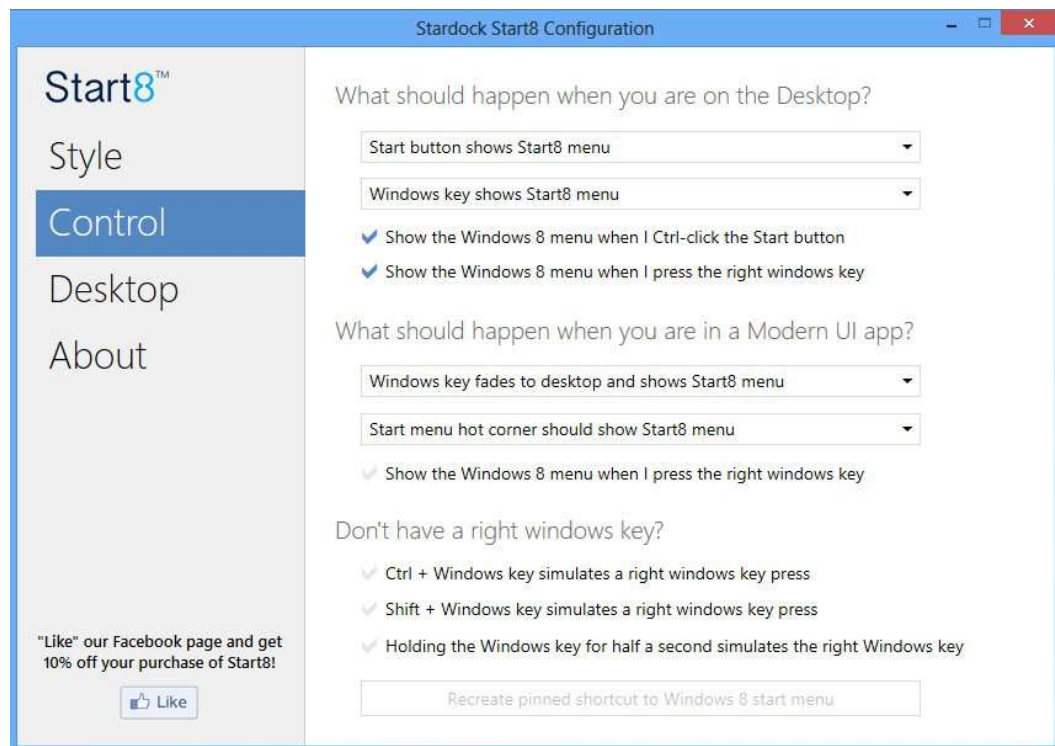 Stardock Start8 Configuration
Start8™
Style
Control
Desktop
About
"Like" our Facebook page and get
10% off your purchase of Start8!
Like
What should happen when you are on the Desktop?
Start button shows Start8 menu
Windows key shows Start8 menu
Show the Windows 8 menu when I Ctrl-click the Start button
Show the Windows 8 menu when I press the right windows key
What should happen when you are in a Modern UI app?
Windows key fades to desktop and shows Start8 menu
Start menu hot corner should show Start8 menu
Show the Windows 8 menu when I press the right windows key
Don't have a right windows key?
Ctrl + Windows key simulates a right windows key press
Shift + Windows key simulates a right windows key press
Holding the Windows key for half a second simulates the right Windows key
Recreate pinned shortcut to Windows 8 start menu